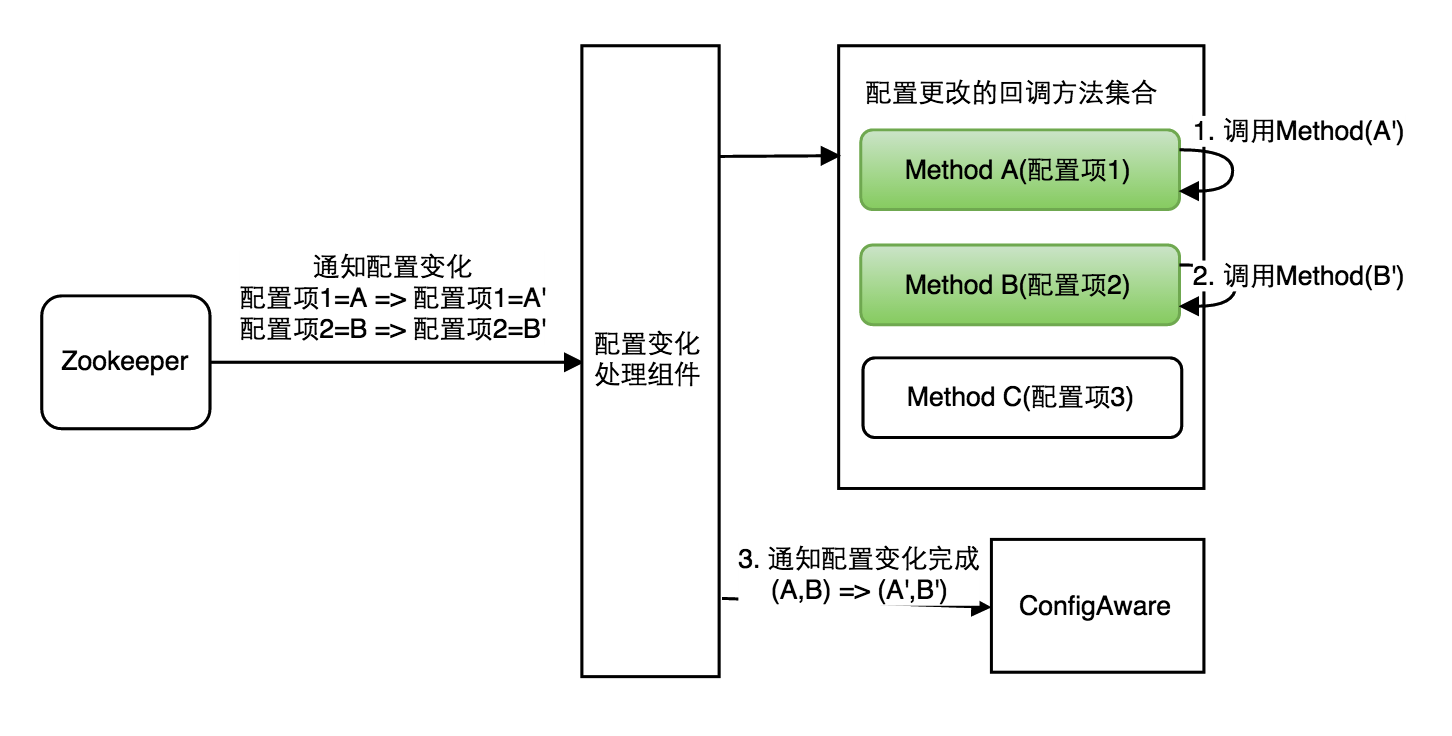 Zookeeper
通知配置变化
配置项1=A => 配置项1=A'
配置项2=B => 配置项2=B'
配置变化
处理组件
配置更改的回调方法集合
Method A(配置项1)
1. 调用Method(A')
Method B(配置项2)
2. 调用Method(B')
Method C(配置项3)
3. 通知配置变化完成
(A,B) => (A',B')
ConfigAware